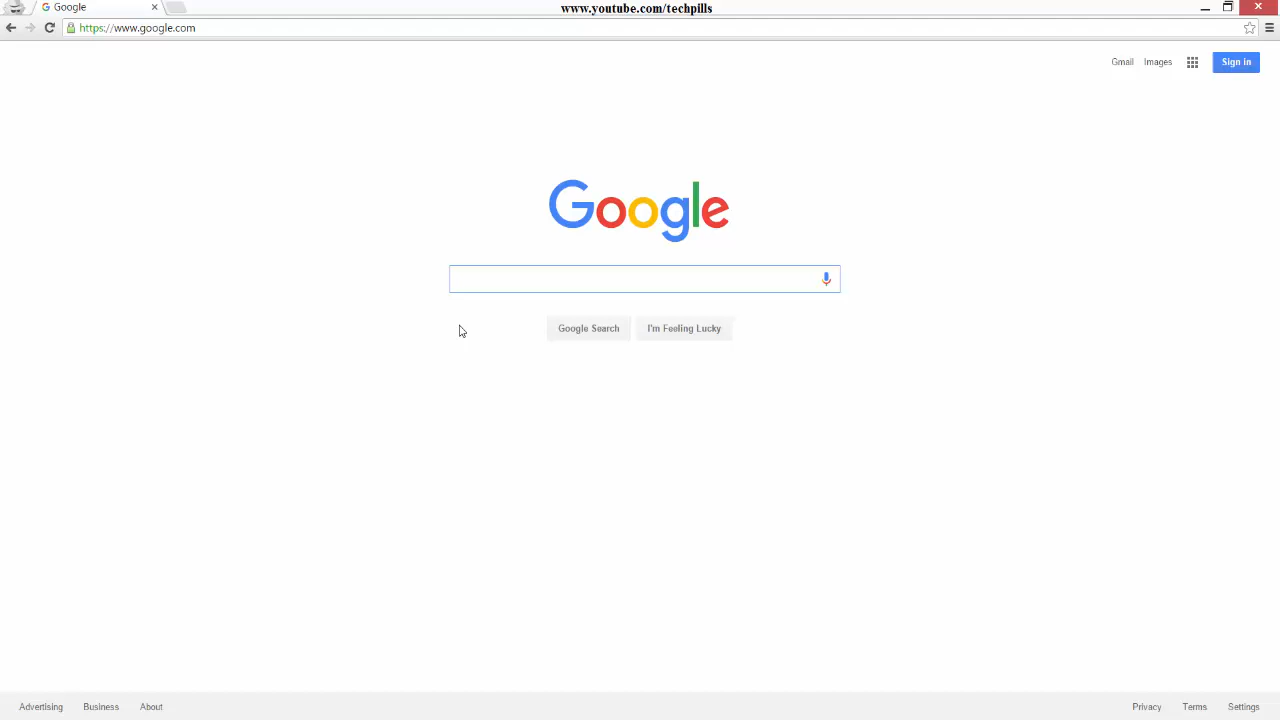 Google
www.youtube.com/techpills
https://www.google.com
Gmail Images Sign in
Google
Google Search I'm Feeling Lucky
Advertising Business About Privacy Terms Settings